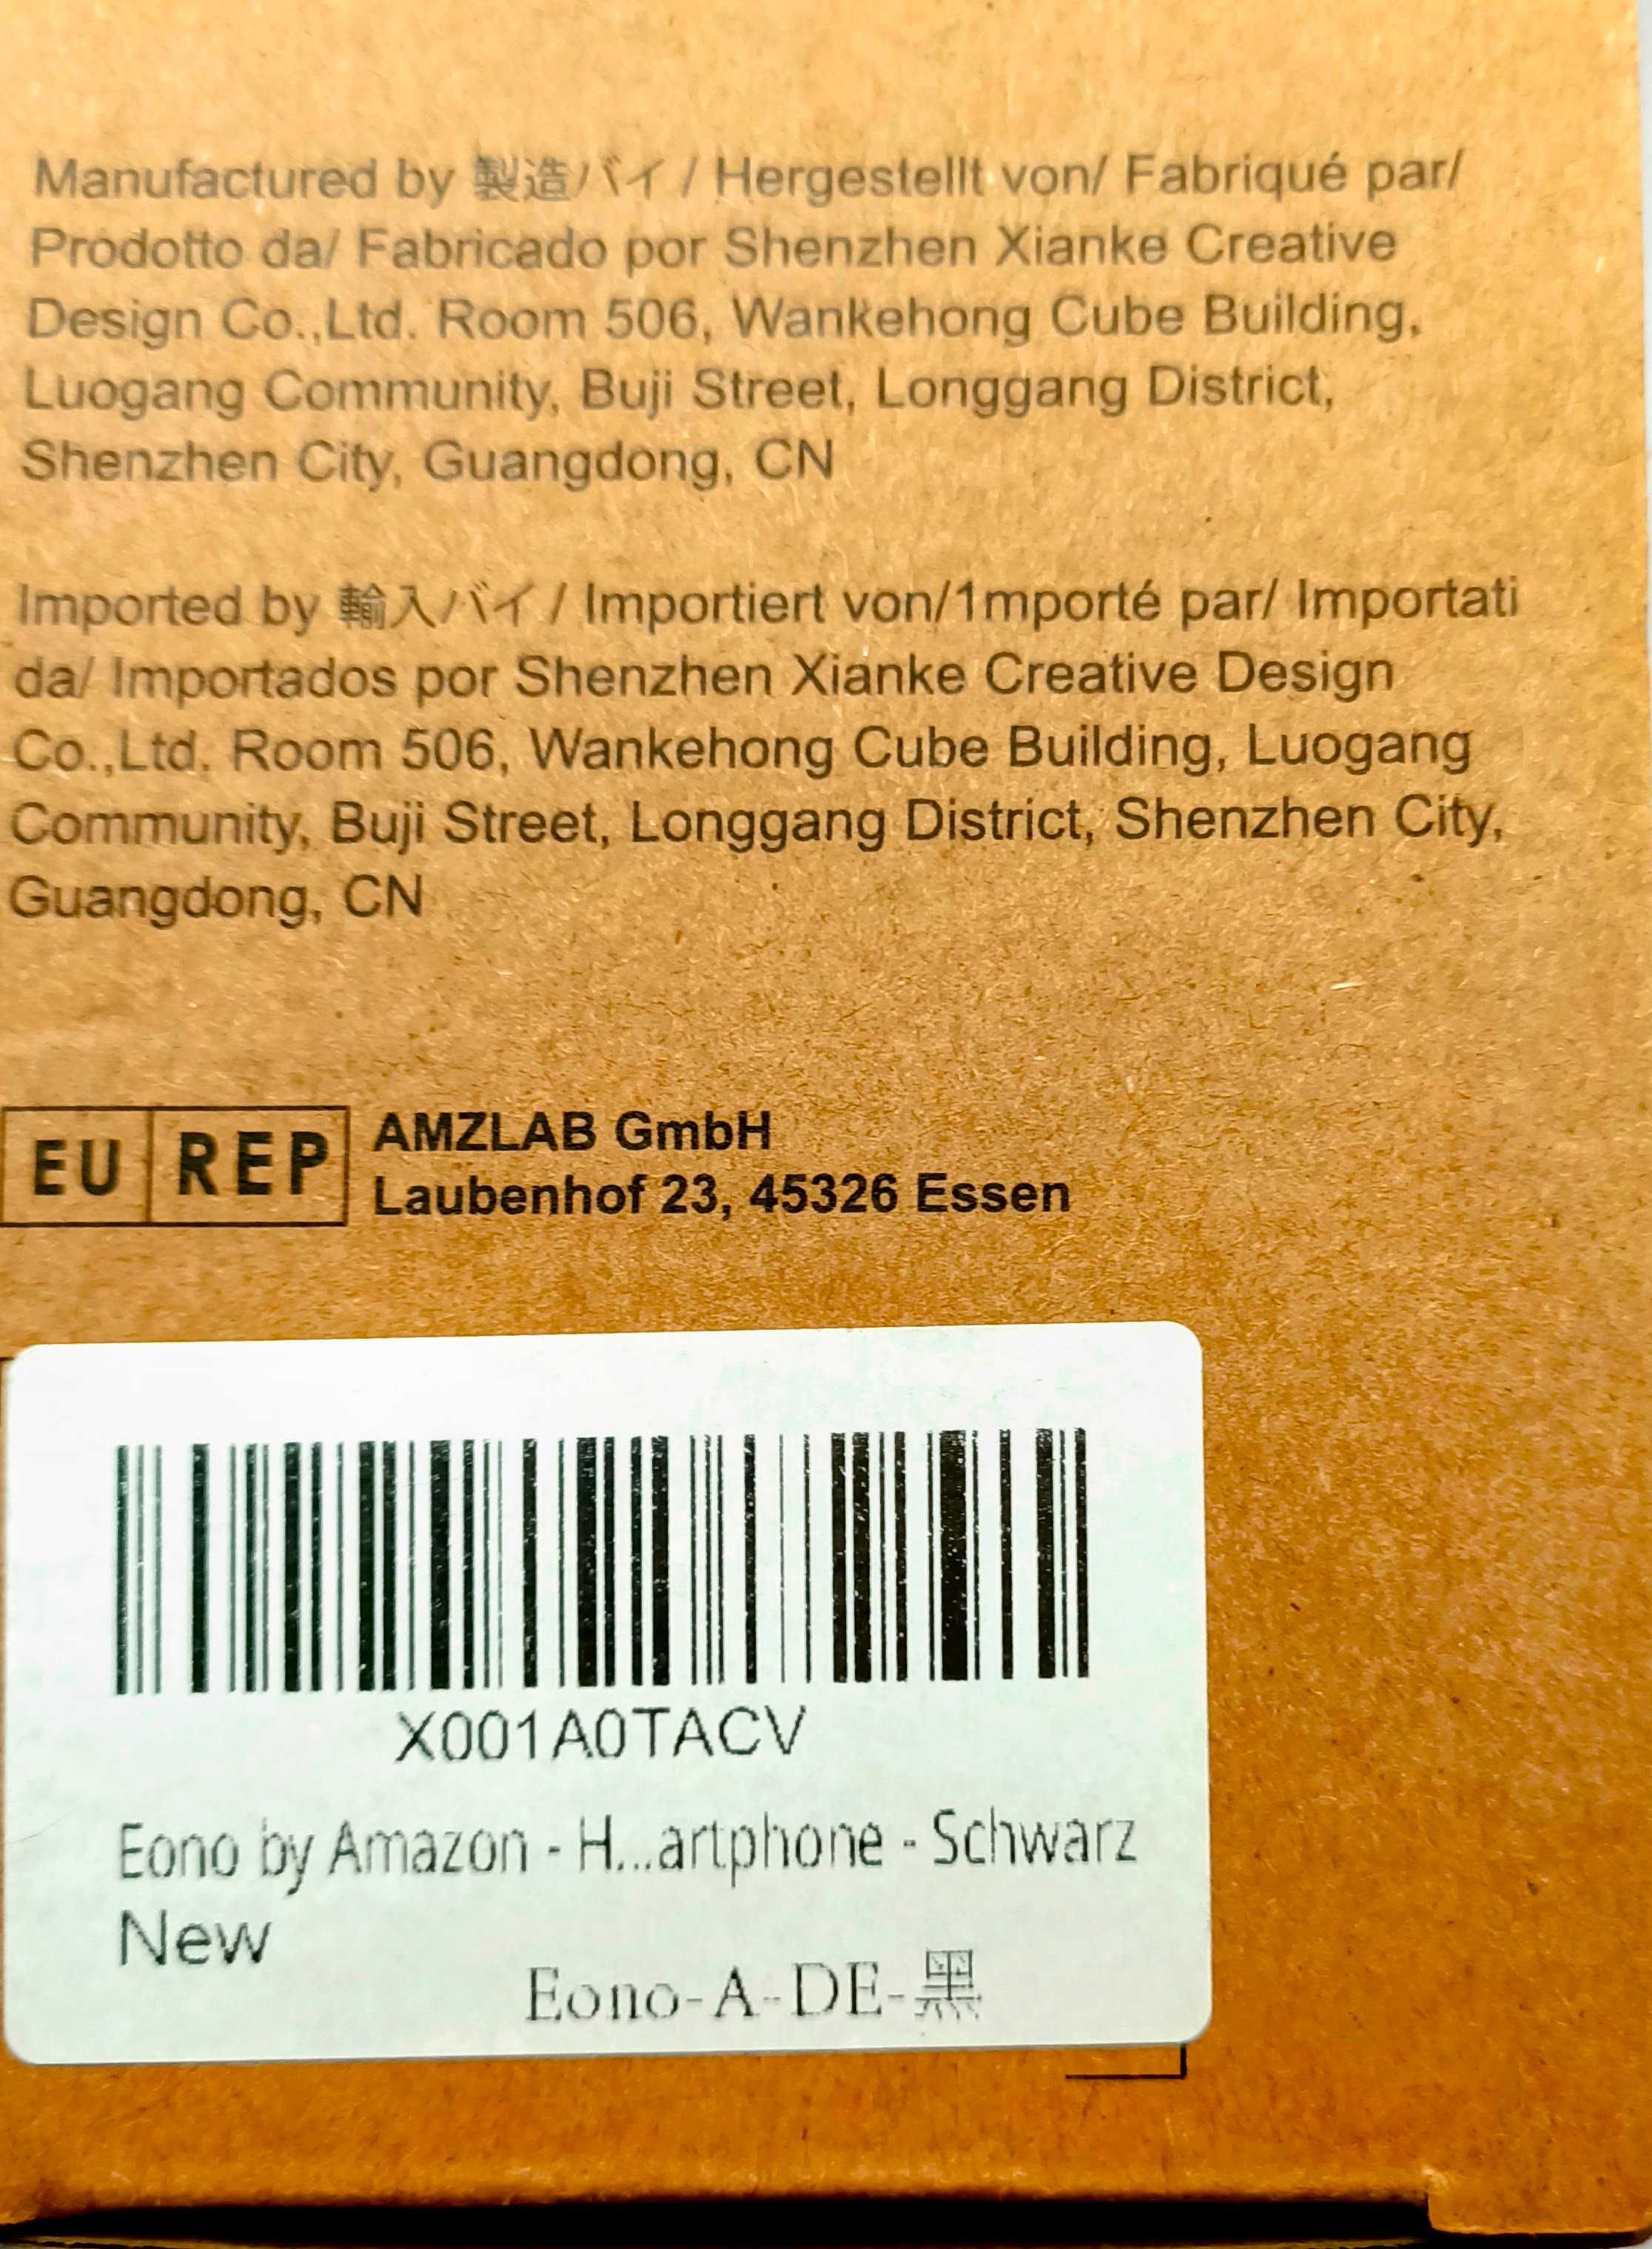 Manufactured by 製造バイ / Hergestellt von/ Fabriqué par/
Prodotto da/ Fabricado por Shenzhen Xianke Creative
Design Co.,Ltd. Room 506, Wankehong Cube Building,
Luogang Community, Buji Street, Longgang District,
Shenzhen City, Guangdong, CN
Imported by 輸入バイ / Importiert von/1mporté par/ Importati
da/ Importados por Shenzhen Xianke Creative Design
Co.,Ltd. Room 506, Wankehong Cube Building, Luogang
Community, Buji Street, Longgang District, Shenzhen City,
Guangdong, CN
EU REP AMZLAB GmbH
Laubenhof 23, 45326 Essen
X001A0TACV
Eono by Amazon - H...artphone - Schwarz
New
Eono-A-DE-黑